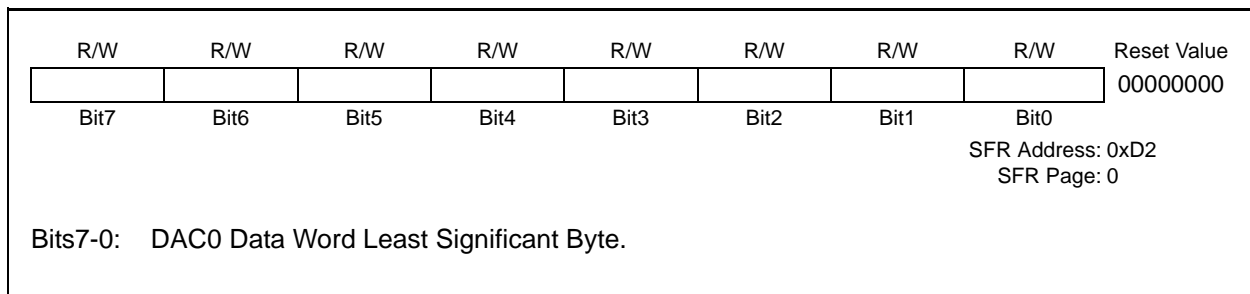 R/W R/W R/W R/W R/W R/W R/W R/W Reset Value
00000000
Bit7 Bit6 Bit5 Bit4 Bit3 Bit2 Bit1 Bit0
SFR Address: 0xD2
SFR Page: 0
Bits7-0: DAC0 Data Word Least Significant Byte.